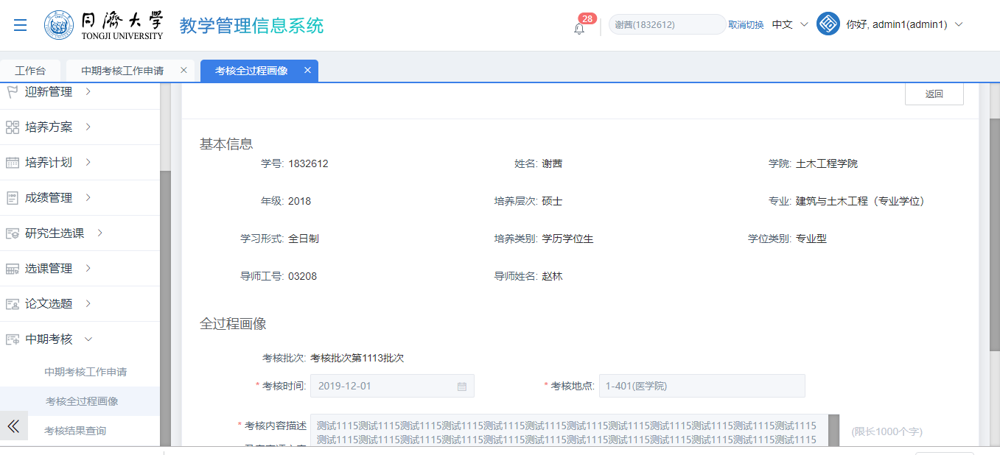 同濟大学
TONGJI UNIVERSITY
教学管理信息系统
28
谢茜(1832612)
取消切换
中文
你好, admin1(admin1)
工作台
中期考核工作申请
考核全过程画像
迎新管理
培养方案
培养计划
成绩管理
研究生选课
选课管理
论文选题
中期考核
中期考核工作申请
考核全过程画像
考核结果查询
返回
基本信息
学号: 1832612 姓名: 谢茜 学院: 土木工程学院
年级: 2018 培养层次: 硕士 专业: 建筑与土木工程（专业学位）
学习形式: 全日制 培养类别: 学历学位生 学位类别: 专业型
导师工号: 03208 导师姓名: 赵林
全过程画像
考核批次: 考核批次第1113批次
* 考核时间: 2019-12-01 * 考核地点: 1-401(医学院)
* 考核内容描述 测试1115测试1115测试1115测试1115测试1115测试1115测试1115测试1115测试1115测试1115测试1115测试1115
测试1115测试1115测试1115测试1115测试1115测试1115测试1115测试1115测试1115测试1115测试1115测试1115
(限长1000个字)